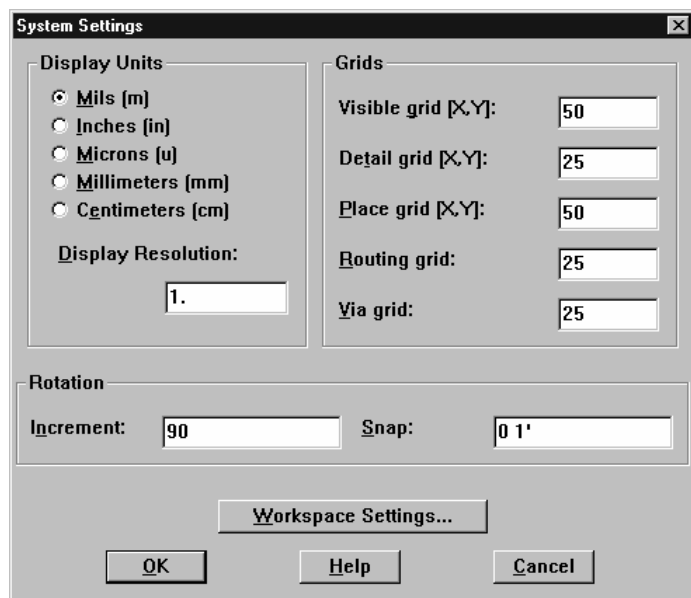 System Settings
Display Units
Mils (m)
Inches (in)
Microns (u)
Millimeters (mm)
Centimeters (cm)
Display Resolution:
1.
Grids
Visible grid [X,Y]:
50
Detail grid [X,Y]:
25
Place grid [X,Y]:
50
Routing grid:
25
Via grid:
25
Rotation
Increment:
90
Snap:
0 1'
Workspace Settings...
OK
Help
Cancel